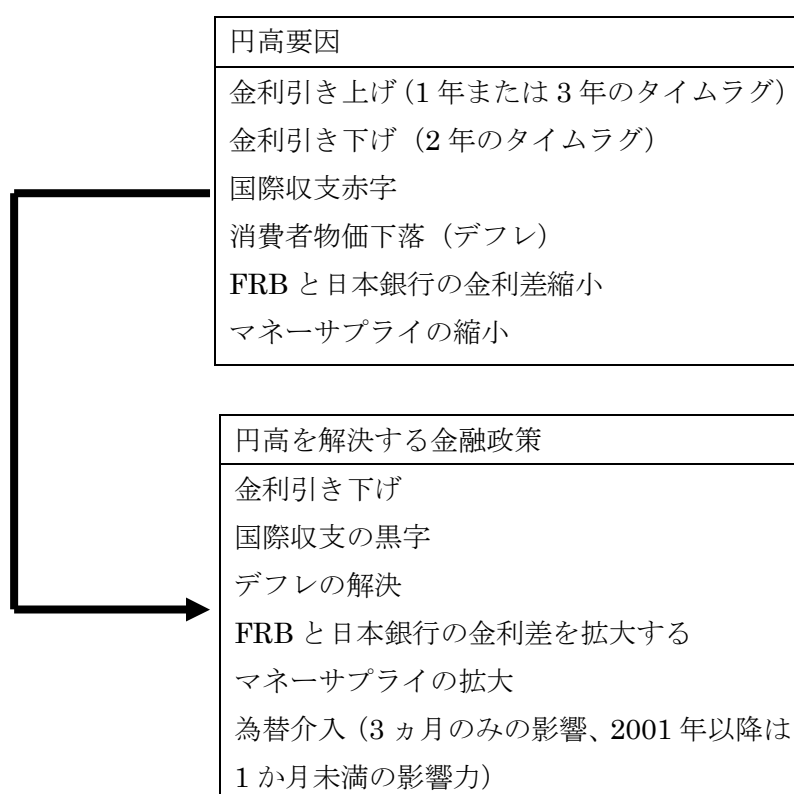 円高要因
金利引き上げ(1年または3年のタイムラグ)
金利引き下げ（2年のタイムラグ）
国際収支赤字
消費者物価下落（デフレ）
FRBと日本銀行の金利差縮小
マネーサプライの縮小
円高を解決する金融政策
金利引き下げ
国際収支の黒字
デフレの解決
FRBと日本銀行の金利差を拡大する
マネーサプライの拡大
為替介入（3ヵ月のみの影響、2001年以降は
1か月未満の影響力）